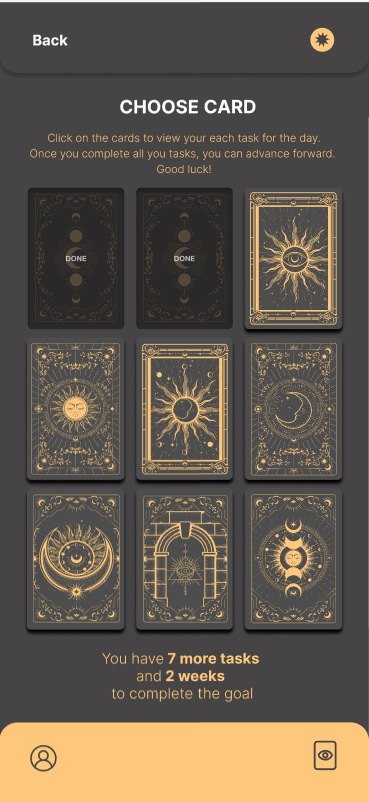 Back
CHOOSE CARD
Click on the cards to view your each task for the day.
Once you complete all you tasks, you can advance forward.
Good luck!
DONE
DONE
You have 7 more tasks
and 2 weeks
to complete the goal